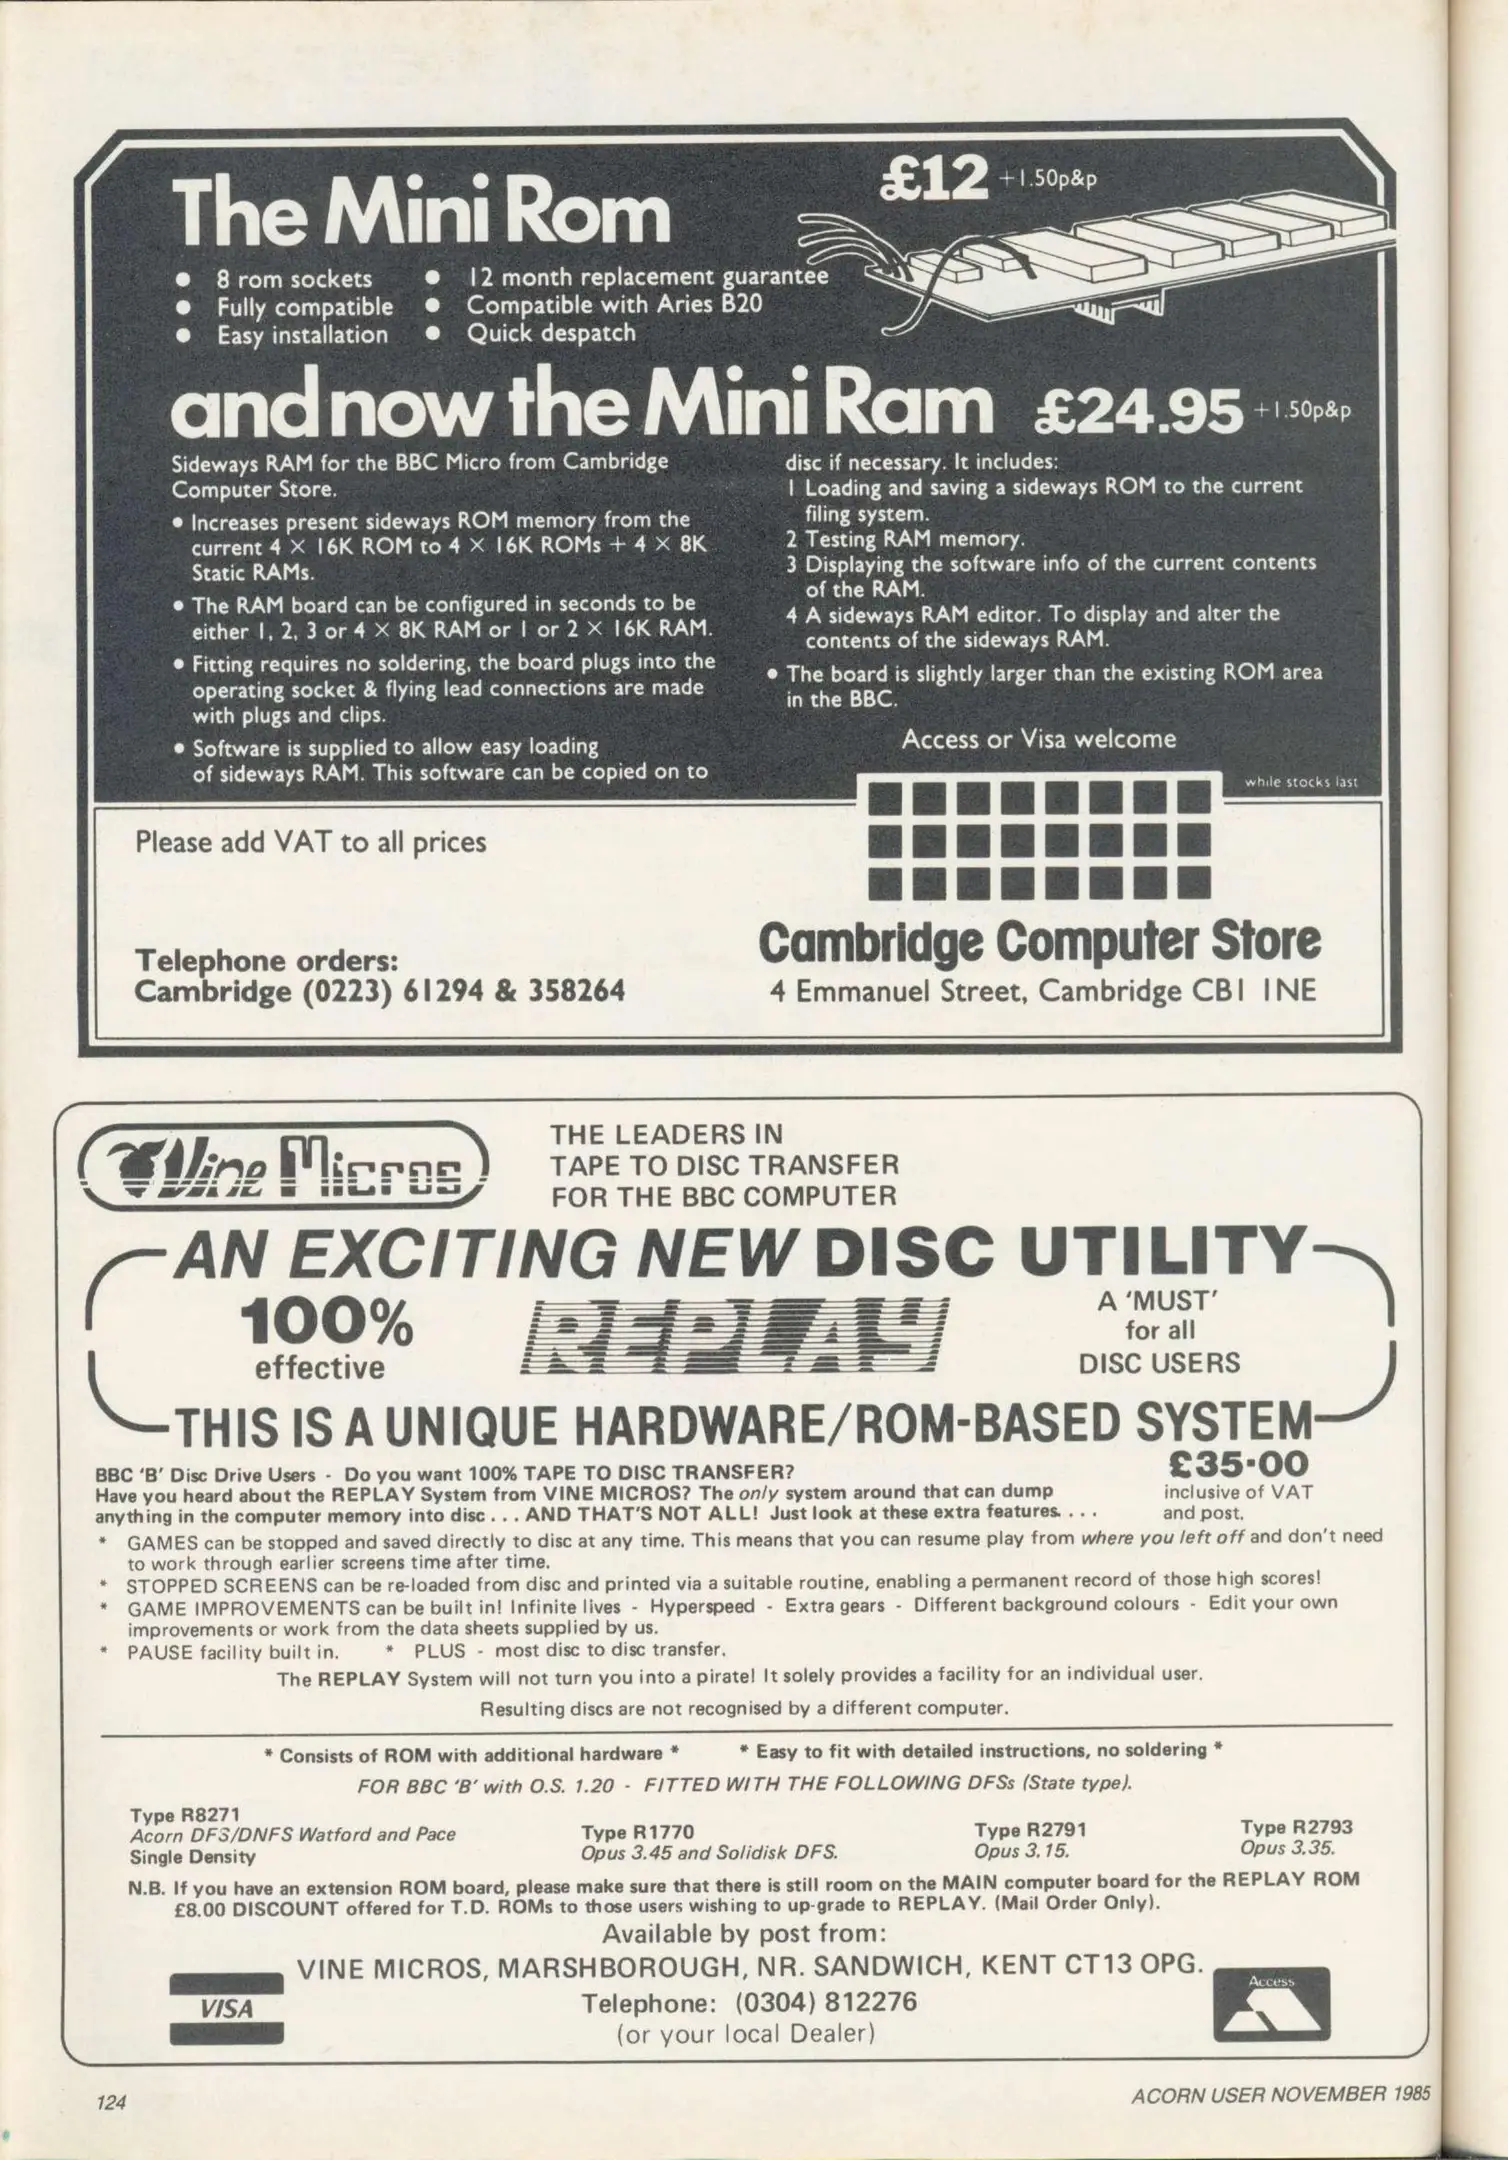 The Mini Rom
£12 +1.50p&p
● 8 rom sockets
● Fully compatible
● Easy installation
● 12 month replacement guarantee
● Compatible with Aries B20
● Quick despatch
and now the Mini Ram £24.95 +1.50p&p
Sideways RAM for the BBC Micro from Cambridge
Computer Store.
● Increases present sideways ROM memory from the
current 4 × 16K ROM to 4 × 16K ROMs + 4 × 8K
Static RAMs.
● The RAM board can be configured in seconds to be
either 1, 2, 3 or 4 × 8K RAM or 1 or 2 × 16K RAM.
● Fitting requires no soldering, the board plugs into the
operating socket & flying lead connections are made
with plugs and clips.
● Software is supplied to allow easy loading
of sideways RAM. This software can be copied on to
disc if necessary. It includes:
1 Loading and saving a sideways ROM to the current
filing system.
2 Testing RAM memory.
3 Displaying the software info of the current contents
of the RAM.
4 A sideways RAM editor. To display and alter the
contents of the sideways RAM.
● The board is slightly larger than the existing ROM area
in the BBC.
Access or Visa welcome
while stocks last
Please add VAT to all prices
Telephone orders:
Cambridge (0223) 61294 & 358264
Cambridge Computer Store
4 Emmanuel Street, Cambridge CB1 1NE
Vine Micros
THE LEADERS IN
TAPE TO DISC TRANSFER
FOR THE BBC COMPUTER
AN EXCITING NEW DISC UTILITY
100%
effective
REPLAY
A 'MUST'
for all
DISC USERS
THIS IS A UNIQUE HARDWARE/ROM-BASED SYSTEM
£35·00
inclusive of VAT
and post.
BBC 'B' Disc Drive Users - Do you want 100% TAPE TO DISC TRANSFER?
Have you heard about the REPLAY System from VINE MICROS? The only system around that can dump
anything in the computer memory into disc . . . AND THAT'S NOT ALL! Just look at these extra features. . . .
* GAMES can be stopped and saved directly to disc at any time. This means that you can resume play from where you left off and don't need
to work through earlier screens time after time.
* STOPPED SCREENS can be re-loaded from disc and printed via a suitable routine, enabling a permanent record of those high scores!
* GAME IMPROVEMENTS can be built in! Infinite lives - Hyperspeed - Extra gears - Different background colours - Edit your own
improvements or work from the data sheets supplied by us.
* PAUSE facility built in. * PLUS - most disc to disc transfer.
The REPLAY System will not turn you into a pirate! It solely provides a facility for an individual user.
Resulting discs are not recognised by a different computer.
* Consists of ROM with additional hardware * * Easy to fit with detailed instructions, no soldering *
FOR BBC 'B' with O.S. 1.20 - FITTED WITH THE FOLLOWING DFSs (State type).
Type R8271
Acorn DFS/DNFS Watford and Pace
Single Density
Type R1770
Opus 3.45 and Solidisk DFS.
Type R2791
Opus 3.15.
Type R2793
Opus 3.35.
N.B. If you have an extension ROM board, please make sure that there is still room on the MAIN computer board for the REPLAY ROM
£8.00 DISCOUNT offered for T.D. ROMs to those users wishing to up-grade to REPLAY. (Mail Order Only).
Available by post from:
VINE MICROS, MARSHBOROUGH, NR. SANDWICH, KENT CT13 OPG.
Telephone: (0304) 812276
(or your local Dealer)
VISA
Access
124
ACORN USER NOVEMBER 1985